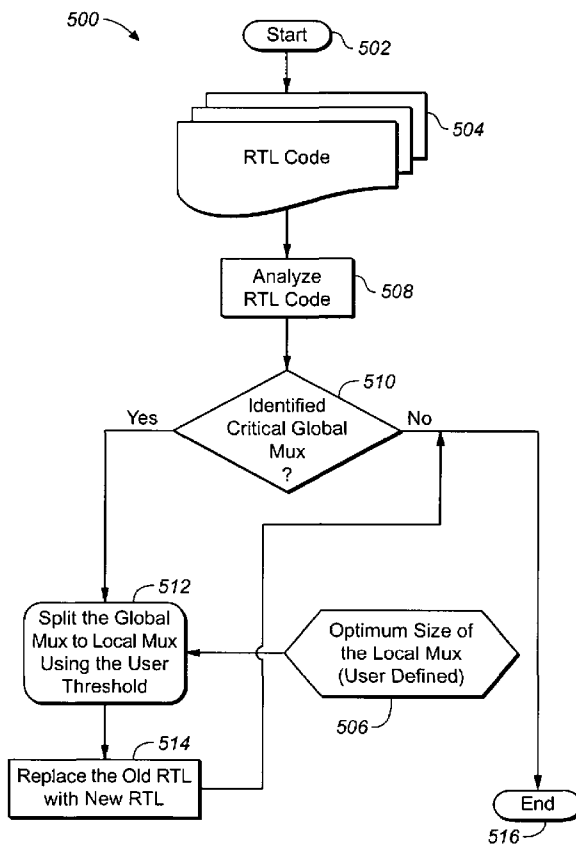 500
Start
502
504
RTL Code
Analyze
RTL Code
508
510
Yes
Identified
Critical Global
Mux
?
No
512
Split the Global
Mux to Local Mux
Using the User
Threshold
Optimum Size of
the Local Mux
(User Defined)
506
514
Replace the Old RTL
with New RTL
End
516